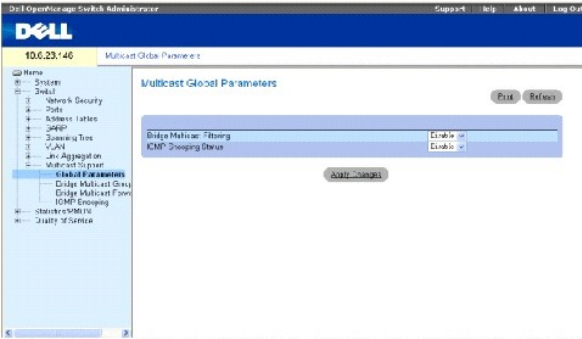 Dell OpenManage Switch Administrator
Support Help About Log Out
DELL
10.6.23.146
Multicast Global Parameters
Home
System
Switch
Network Security
Ports
Address Tables
GARP
Spanning Tree
VLAN
Link Aggregation
Multicast Support
Global Parameters
Bridge Multicast Group
Bridge Multicast Forwa
IGMP Snooping
Statistics/RMON
Quality of Service
Multicast Global Parameters
Print Refresh
Bridge Multicast Filtering Disable
IGMP Snooping Status Disable
Apply Changes